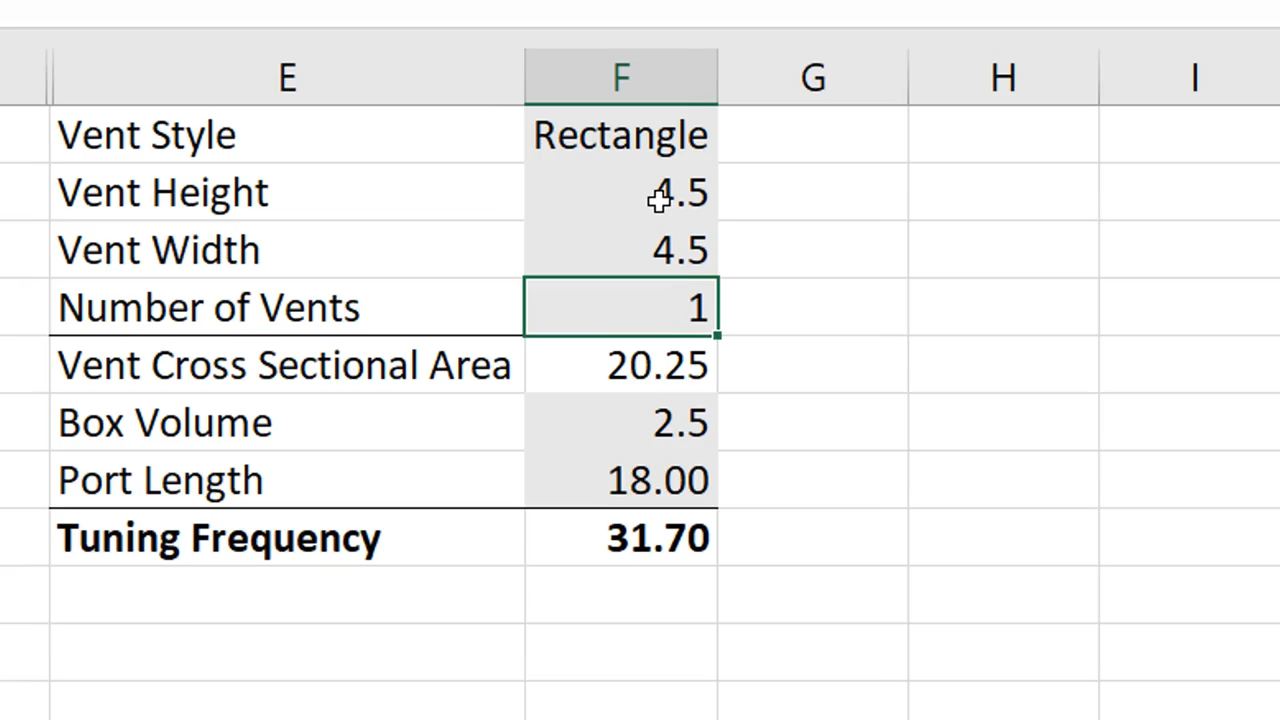 E F G H I
Vent Style Rectangle
Vent Height 4.5
Vent Width 4.5
Number of Vents 1
Vent Cross Sectional Area 20.25
Box Volume 2.5
Port Length 18.00
Tuning Frequency 31.70